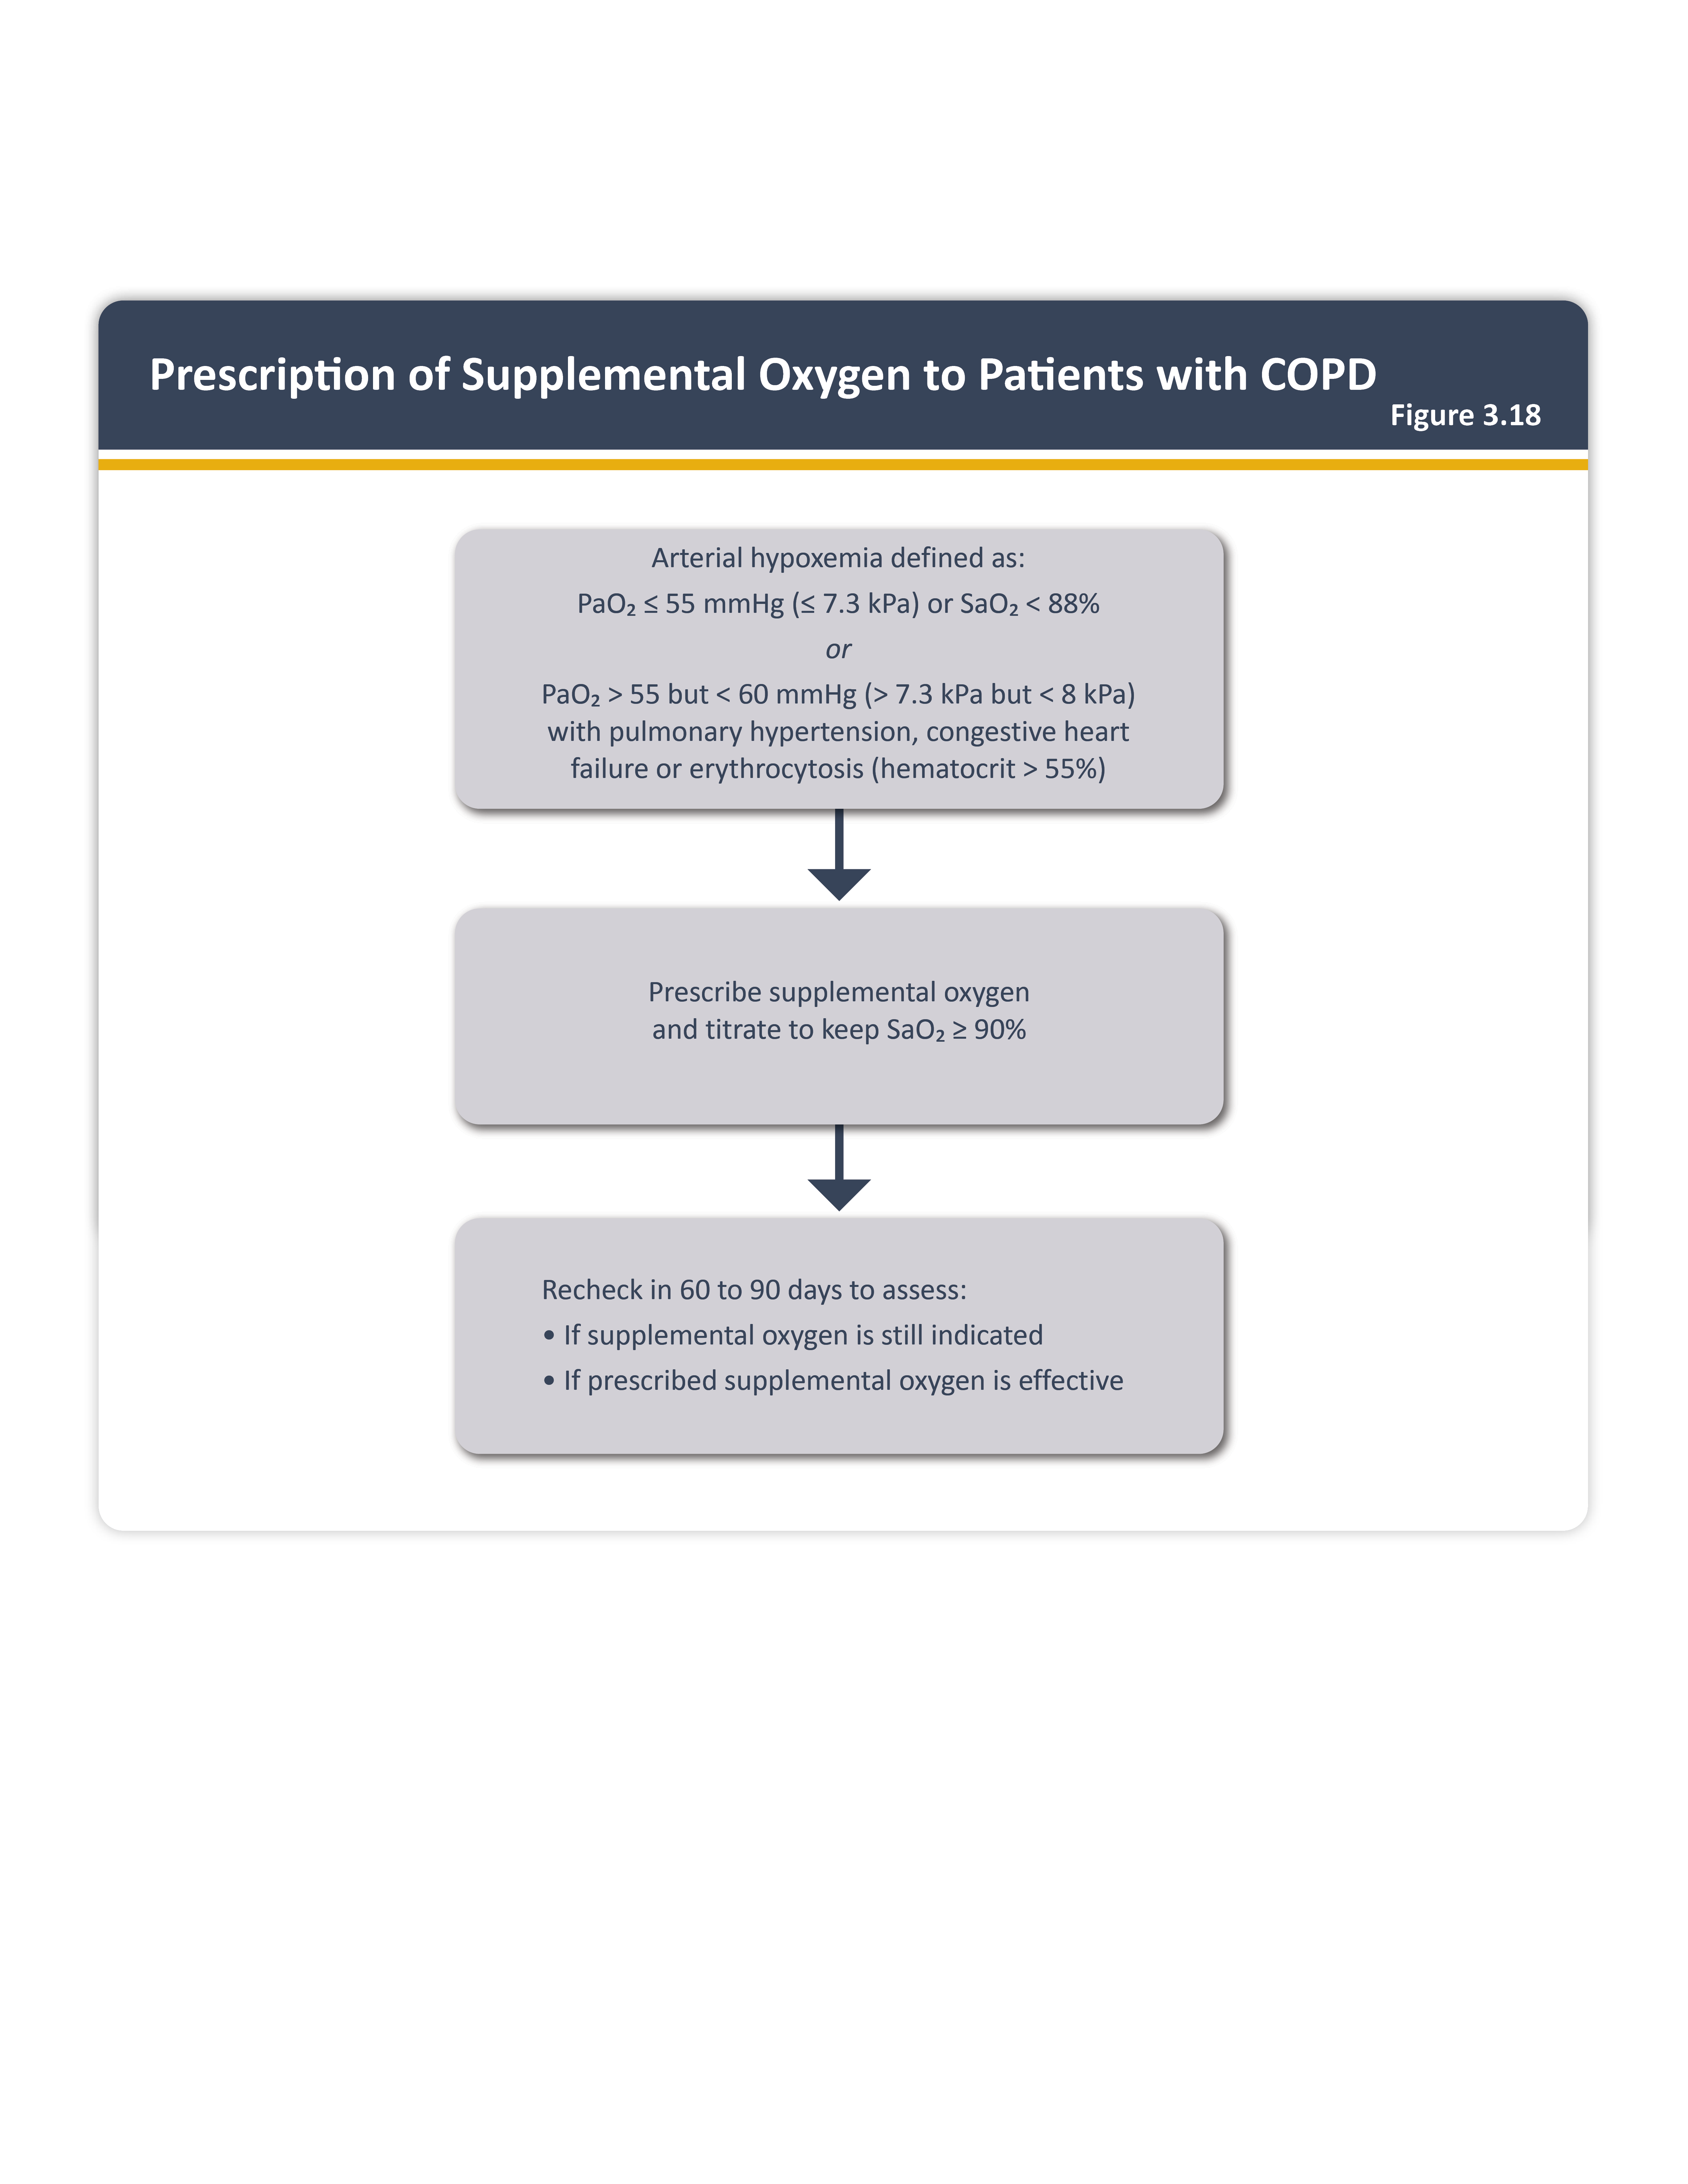 Prescription of Supplemental Oxygen to Patients with COPD
Figure 3.18
Arterial hypoxemia defined as:
PaO₂ ≤ 55 mmHg (≤ 7.3 kPa) or SaO₂ < 88%
or
PaO₂ > 55 but < 60 mmHg (> 7.3 kPa but < 8 kPa)
with pulmonary hypertension, congestive heart
failure or erythrocytosis (hematocrit > 55%)
Prescribe supplemental oxygen
and titrate to keep SaO₂ ≥ 90%
Recheck in 60 to 90 days to assess:
• If supplemental oxygen is still indicated
• If prescribed supplemental oxygen is effective